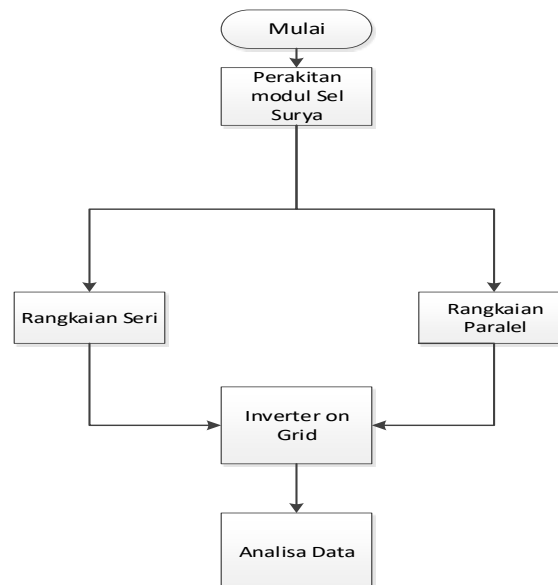 Mulai
Perakitan
modul Sel
Surya
Rangkaian Seri
Rangkaian
Paralel
Inverter on
Grid
Analisa Data